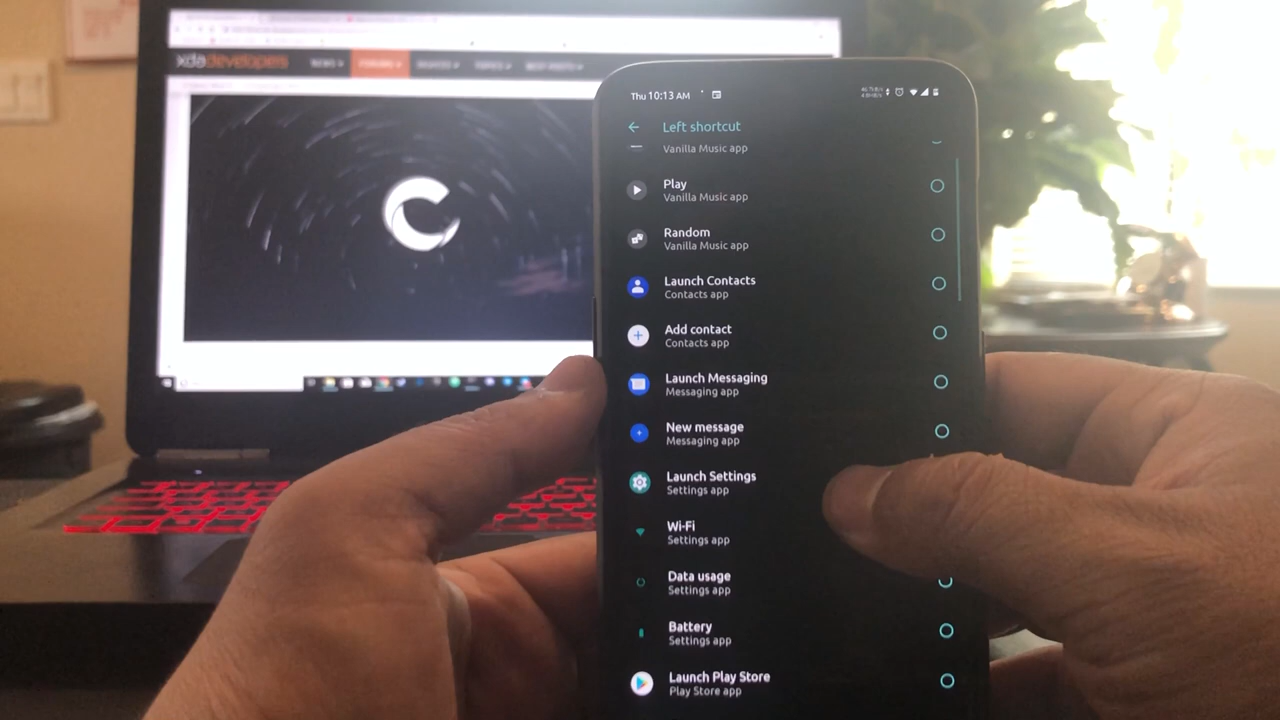 xdadevelopers
NEWS
FORUMS
Thu 10:13 AM
Left shortcut
Vanilla Music app
Play
Vanilla Music app
Random
Vanilla Music app
Launch Contacts
Contacts app
Add contact
Contacts app
Launch Messaging
Messaging app
New message
Messaging app
Launch Settings
Settings app
Wi-Fi
Settings app
Data usage
Settings app
Battery
Settings app
Launch Play Store
Play Store app